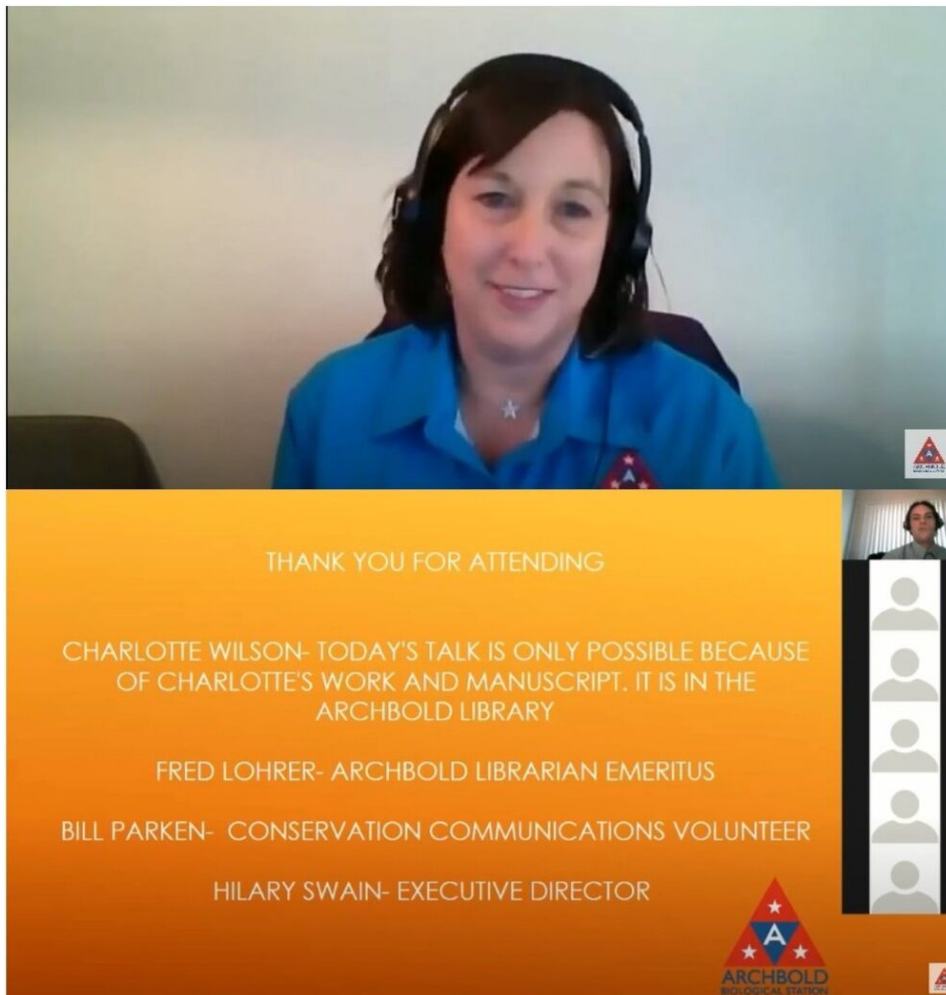 THANK YOU FOR ATTENDING
CHARLOTTE WILSON- TODAY'S TALK IS ONLY POSSIBLE BECAUSE
OF CHARLOTTE'S WORK AND MANUSCRIPT. IT IS IN THE
ARCHBOLD LIBRARY
FRED LOHRER- ARCHBOLD LIBRARIAN EMERITUS
BILL PARKEN- CONSERVATION COMMUNICATIONS VOLUNTEER
HILARY SWAIN- EXECUTIVE DIRECTOR
A
ARCHBOLD
BIOLOGICAL STATION